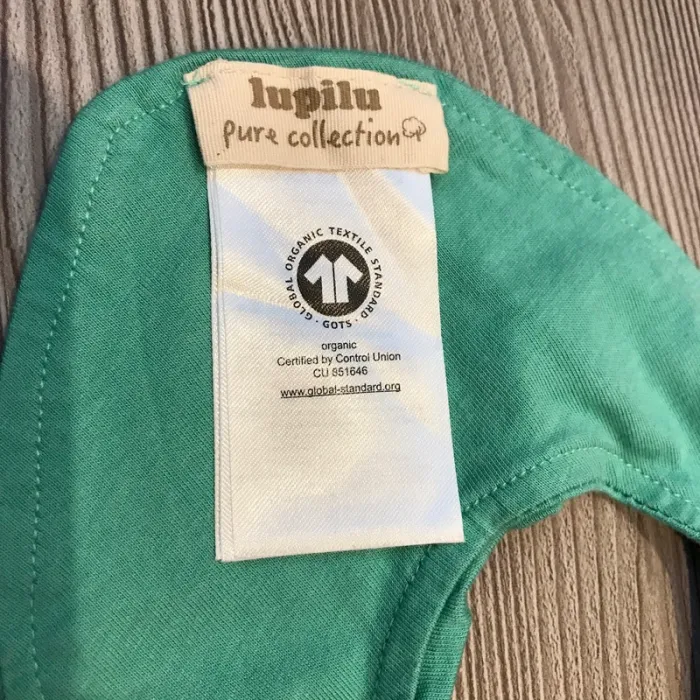 lupilu
pure collection
GLOBAL ORGANIC TEXTILE STANDARD · GOTS ·
organic
Certified by Control Union
CU 851646
www.global-standard.org